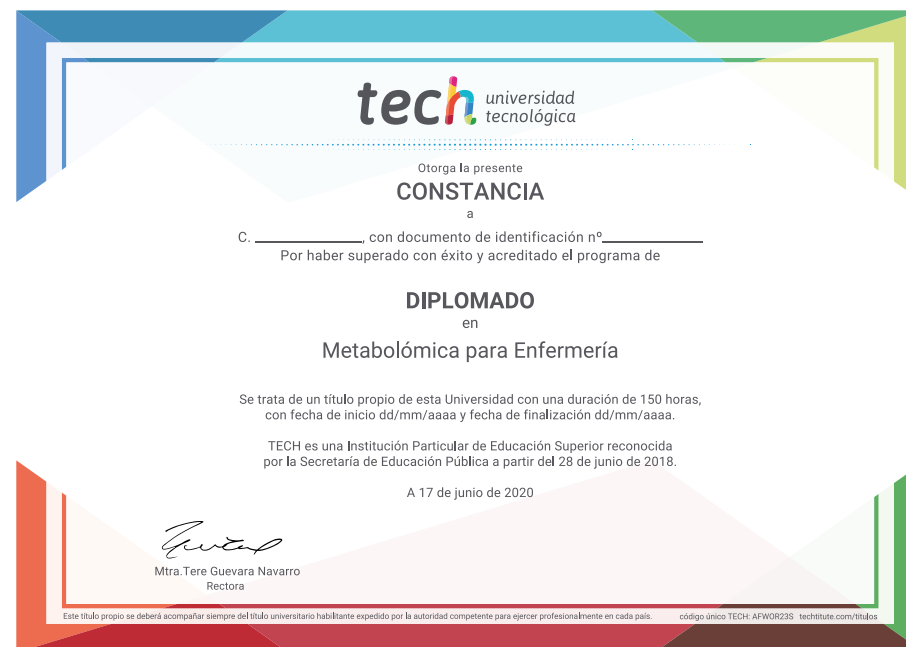 tech universidad
tecnológica
Otorga la presente
CONSTANCIA
a
C. ______________, con documento de identificación nº_____________
Por haber superado con éxito y acreditado el programa de
DIPLOMADO
en
Metabolómica para Enfermería
Se trata de un título propio de esta Universidad con una duración de 150 horas,
con fecha de inicio dd/mm/aaaa y fecha de finalización dd/mm/aaaa.
TECH es una Institución Particular de Educación Superior reconocida
por la Secretaría de Educación Pública a partir del 28 de junio de 2018.
A 17 de junio de 2020
Mtra.Tere Guevara Navarro
Rectora
Este título propio se deberá acompañar siempre del título universitario habilitante expedido por la autoridad competente para ejercer profesionalmente en cada país. código único TECH: AFWOR23S techtitute.com/titulos